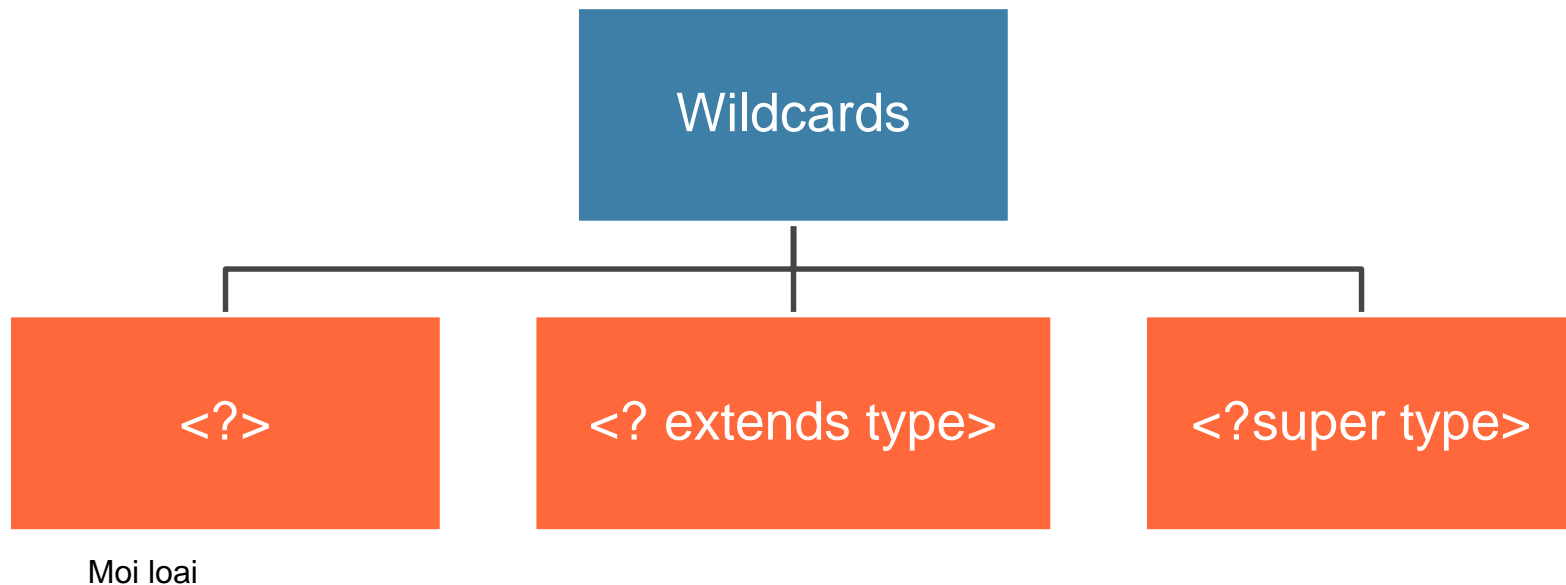 Wildcards
<?>
<? extends type>
<?super type>
Moi loai